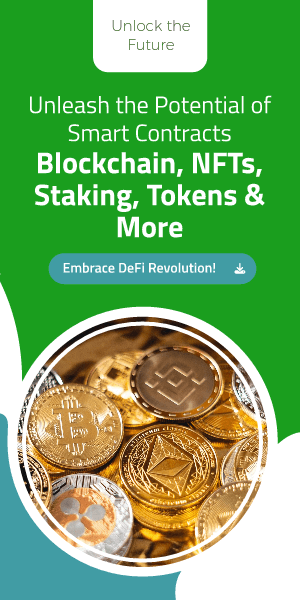 Unlock the
Future
Unleash the Potential of
Smart Contracts
Blockchain, NFTs,
Staking, Tokens &
More
Embrace DeFi Revolution!